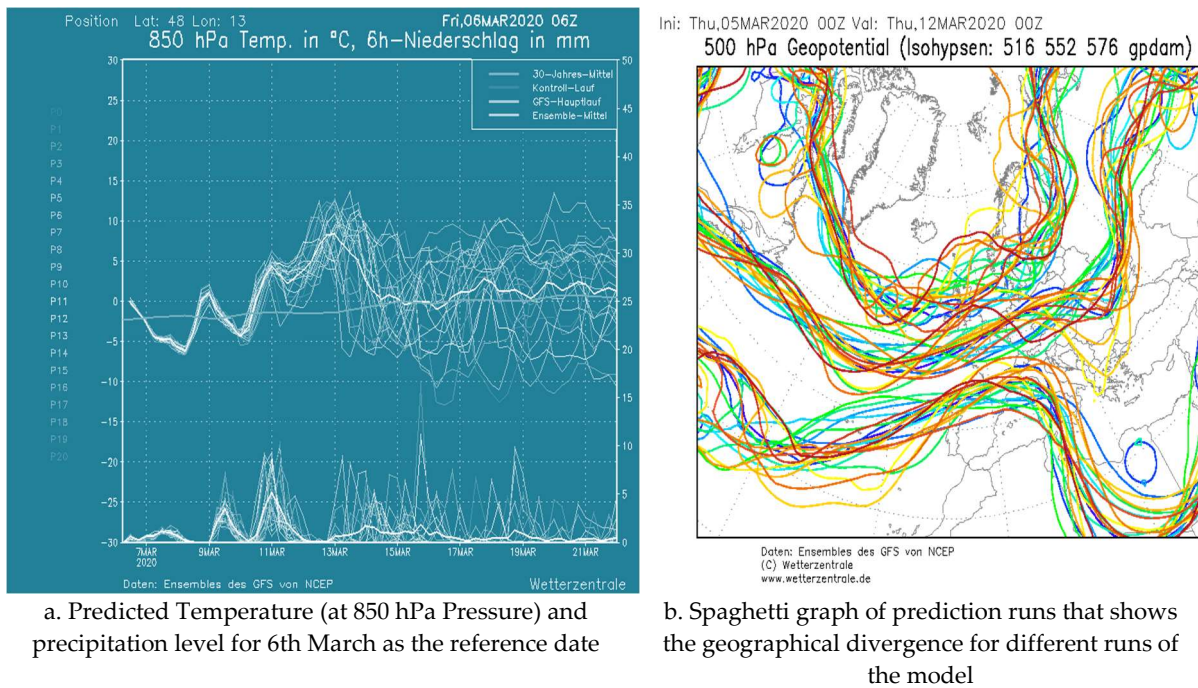 Position Lat: 48 Lon: 13
Fri,06MAR2020 06Z
850 hPa Temp. in °C, 6h-Niederschlag in mm
30-Jahres-Mittel
Kontroll-Lauf
GFS-Hauptlauf
Ensemble-Mittel
30
25
20
15
10
5
0
−5
−10
−15
−20
−25
−30
50
45
40
35
30
25
20
15
10
5
0
P1
P2
P3
P4
P5
P6
P7
P8
P9
P10
P11
P12
P13
P14
P15
P16
P17
P18
P19
P20
7MAR 9MAR 11MAR 13MAR 15MAR 17MAR 19MAR 21MAR
2020
Daten: Ensembles des GFS von NCEP
Wetterzentrale
a. Predicted Temperature (at 850 hPa Pressure) and
precipitation level for 6th March as the reference date
Ini: Thu,05MAR2020 00Z Val: Thu,12MAR2020 00Z
500 hPa Geopotential (Isohypsen: 516 552 576 gpdam)
Daten: Ensembles des GFS von NCEP
(C) Wetterzentrale
www.wetterzentrale.de
b. Spaghetti graph of prediction runs that shows
the geographical divergence for different runs of
the model